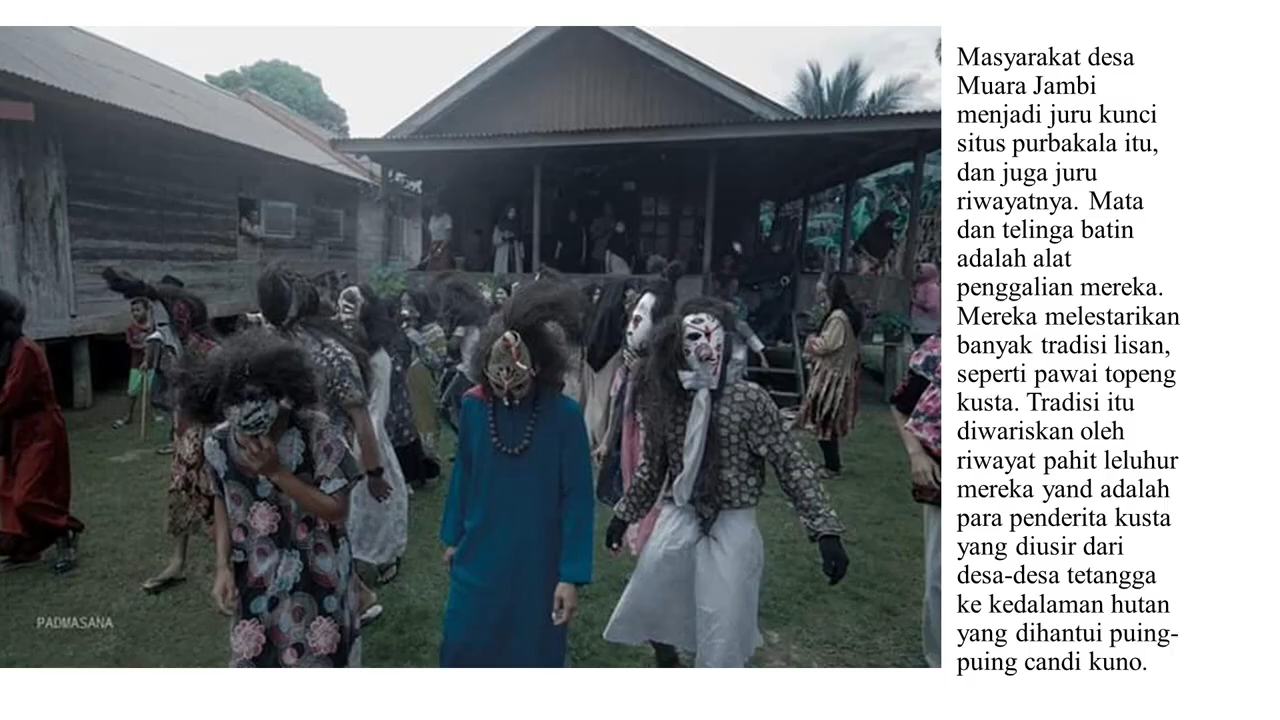 Masyarakat desa
Muara Jambi
menjadi juru kunci
situs purbakala itu,
dan juga juru
riwayatnya. Mata
dan telinga batin
adalah alat
penggalian mereka.
Mereka melestarikan
banyak tradisi lisan,
seperti pawai topeng
kusta. Tradisi itu
diwariskan oleh
riwayat pahit leluhur
mereka yand adalah
para penderita kusta
yang diusir dari
desa-desa tetangga
ke kedalaman hutan
yang dihantui puing-
puing candi kuno.
PADMASANA